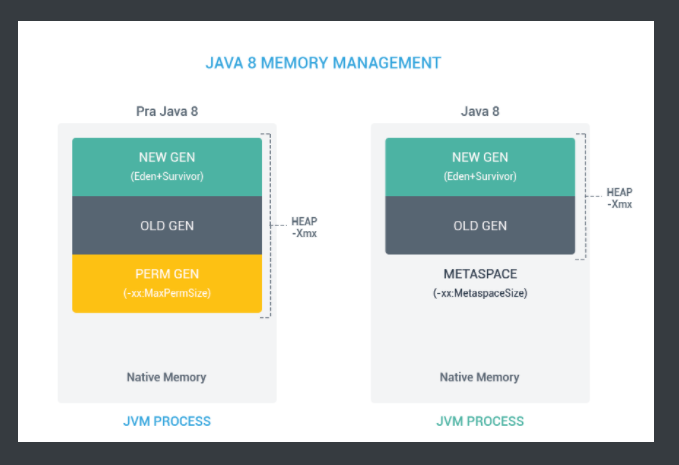 JAVA 8 MEMORY MANAGEMENT
Pra Java 8
NEW GEN
(Eden+Survivor)
OLD GEN
PERM GEN
(-xx:MaxPermSize)
HEAP
-Xmx
Native Memory
JVM PROCESS
Java 8
NEW GEN
(Eden+Survivor)
OLD GEN
HEAP
-Xmx
METASPACE
(-xx:MetaspaceSize)
Native Memory
JVM PROCESS